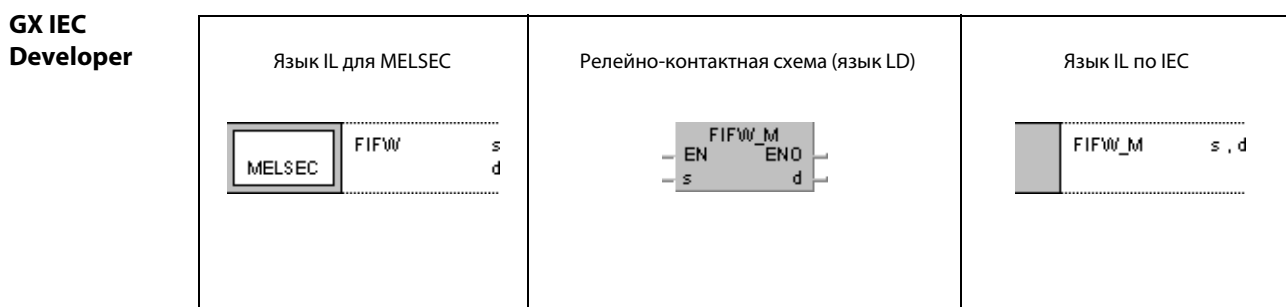 GX IEC
Developer
Язык IL для MELSEC
Релейно-контактная схема (язык LD)
Язык IL по IEC
MELSEC
FIFW s
d
FIFW_M
EN ENO
s d
FIFW_M s , d